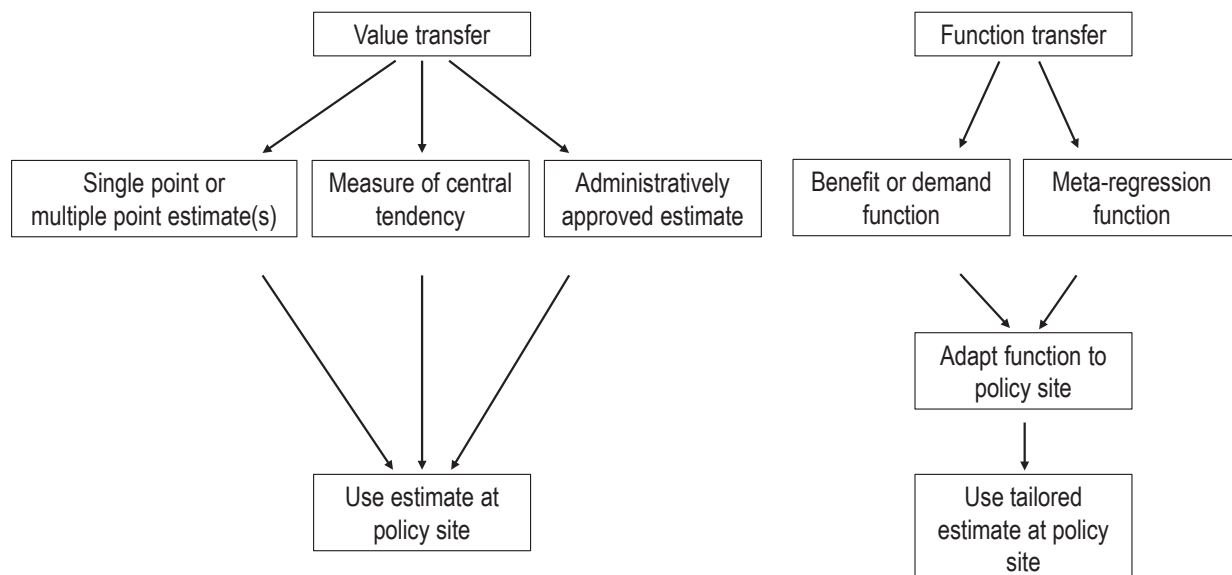 Value transfer
Function transfer
Single point or
multiple point estimate(s)
Measure of central
tendency
Administratively
approved estimate
Benefit or demand
function
Meta-regression
function
Adapt function to
policy site
Use estimate at
policy site
Use tailored
estimate at policy
site